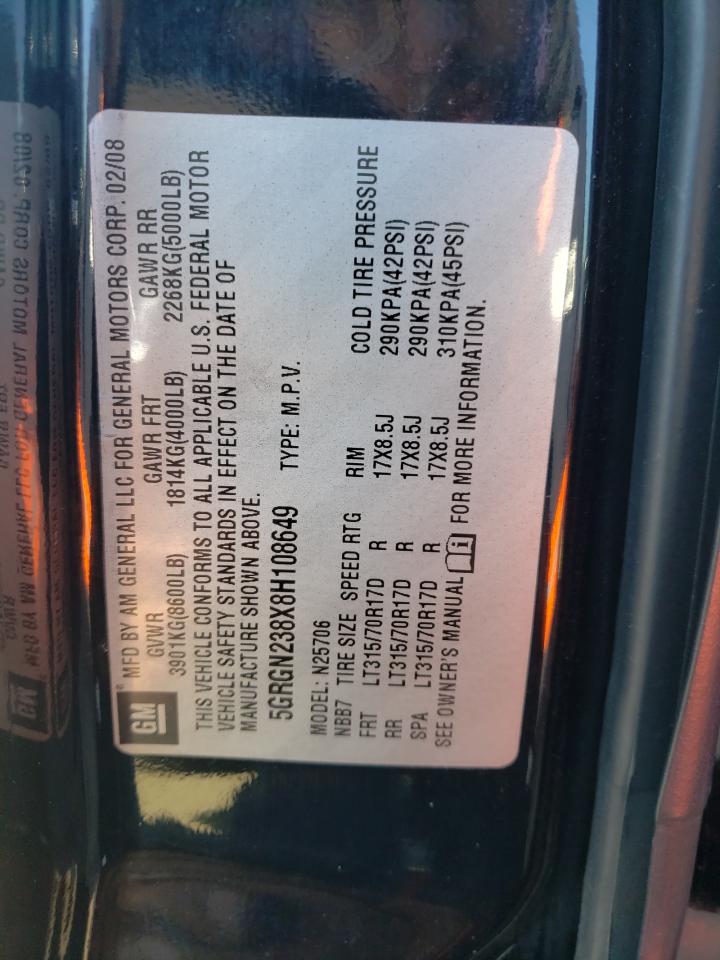 GM
MFD BY AM GENERAL LLC FOR GENERAL MOTORS CORP. 02/08
GVWR GAWR FRT GAWR RR
3901KG(8600LB) 1814KG(4000LB) 2268KG(5000LB)
THIS VEHICLE CONFORMS TO ALL APPLICABLE U.S. FEDERAL MOTOR
VEHICLE SAFETY STANDARDS IN EFFECT ON THE DATE OF
MANUFACTURE SHOWN ABOVE.
5GRGN238X8H108649 TYPE: M.P.V.
MODEL: N25706
NBB7 TIRE SIZE SPEED RTG RIM COLD TIRE PRESSURE
FRT LT315/70R17D R 17X8.5J 290KPA(42PSI)
RR LT315/70R17D R 17X8.5J 290KPA(42PSI)
SPA LT315/70R17D R 17X8.5J 310KPA(45PSI)
SEE OWNER'S MANUAL FOR MORE INFORMATION.